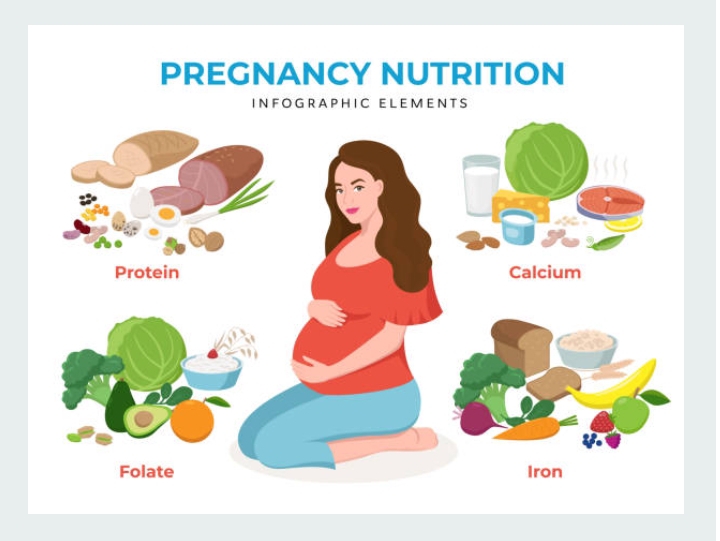 PREGNANCY NUTRITION
INFOGRAPHIC ELEMENTS
Protein
Calcium
Folate
Iron